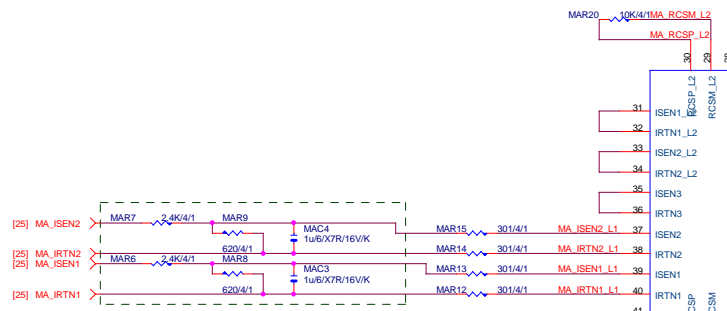 MAR20 10K/4/1 MA_RCSM_L2
MA_RCSP_L2
30
29
RCSP_L2
RCSM_L2
31 ISEN1_L2
32 IRTN1_L2
33 ISEN2_L2
34 IRTN2_L2
35 ISEN3
36 IRTN3
[25] MA_ISEN2 MAR7 2.4K/4/1 MAR9
MAC4
1u/6/X7R/16V/K
MAR15 301/4/1 MA_ISEN2_L1 37 ISEN2
[25] MA_IRTN2 620/4/1 MAR14 301/4/1 MA_IRTN2_L1 38 IRTN2
[25] MA_ISEN1 MAR6 2.4K/4/1 MAR8
MAC3
1u/6/X7R/16V/K
MAR13 301/4/1 MA_ISEN1_L1 39 ISEN1
[25] MA_IRTN1 620/4/1 MAR12 301/4/1 MA_IRTN1_L1 40 IRTN1